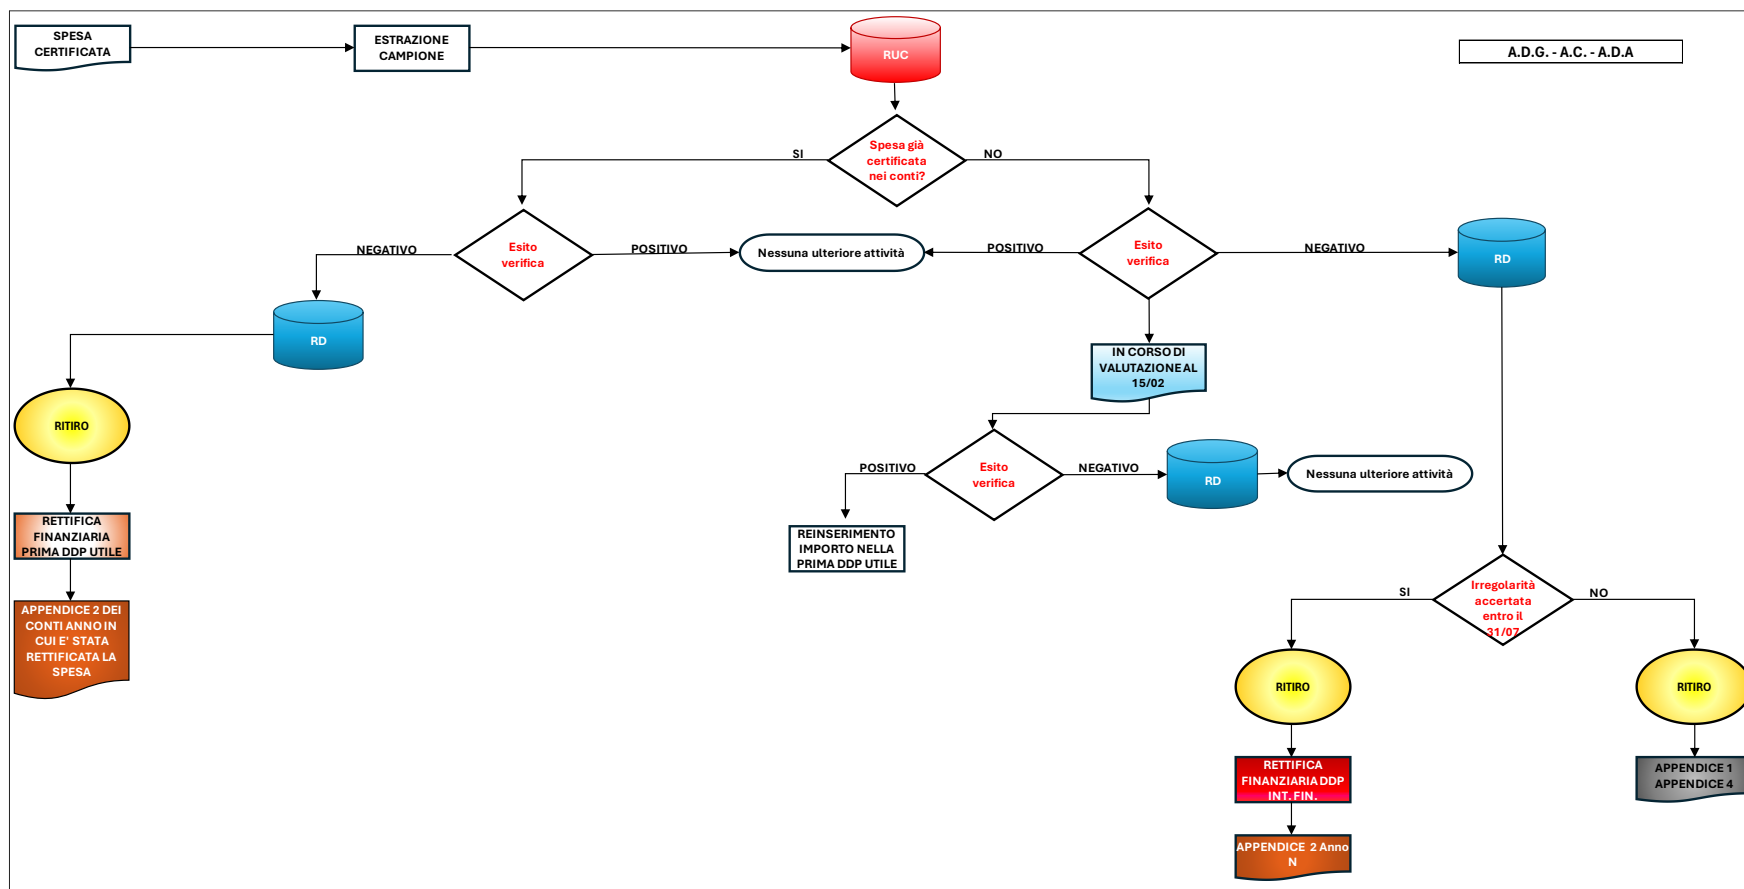 SPESA
CERTIFICATA
ESTRAZIONE
CAMPIONE
RUC
A.D.G. - A.C. - A.D.A
Spesa già
certificata
nei conti?
SI
NO
NEGATIVO
Esito
verifica
POSITIVO
Nessuna ulteriore attività
POSITIVO
Esito
verifica
NEGATIVO
RD
RD
IN CORSO DI
VALUTAZIONE AL
15/02
RITIRO
POSITIVO
Esito
verifica
NEGATIVO
RD
Nessuna ulteriore attività
RETTIFICA
FINANZIARIA
PRIMA DDP UTILE
REINSERIMENTO
IMPORTO NELLA
PRIMA DDP UTILE
APPENDICE 2 DEI
CONTI ANNO IN
CUI E' STATA
RETTIFICATA LA
SPESA
SI
Irregolarità
accertata
entro il
31/07
NO
RITIRO
RITIRO
RETTIFICA
FINANZIARIA DDP
INT. FIN.
APPENDICE 1
APPENDICE 4
APPENDICE 2 Anno
N